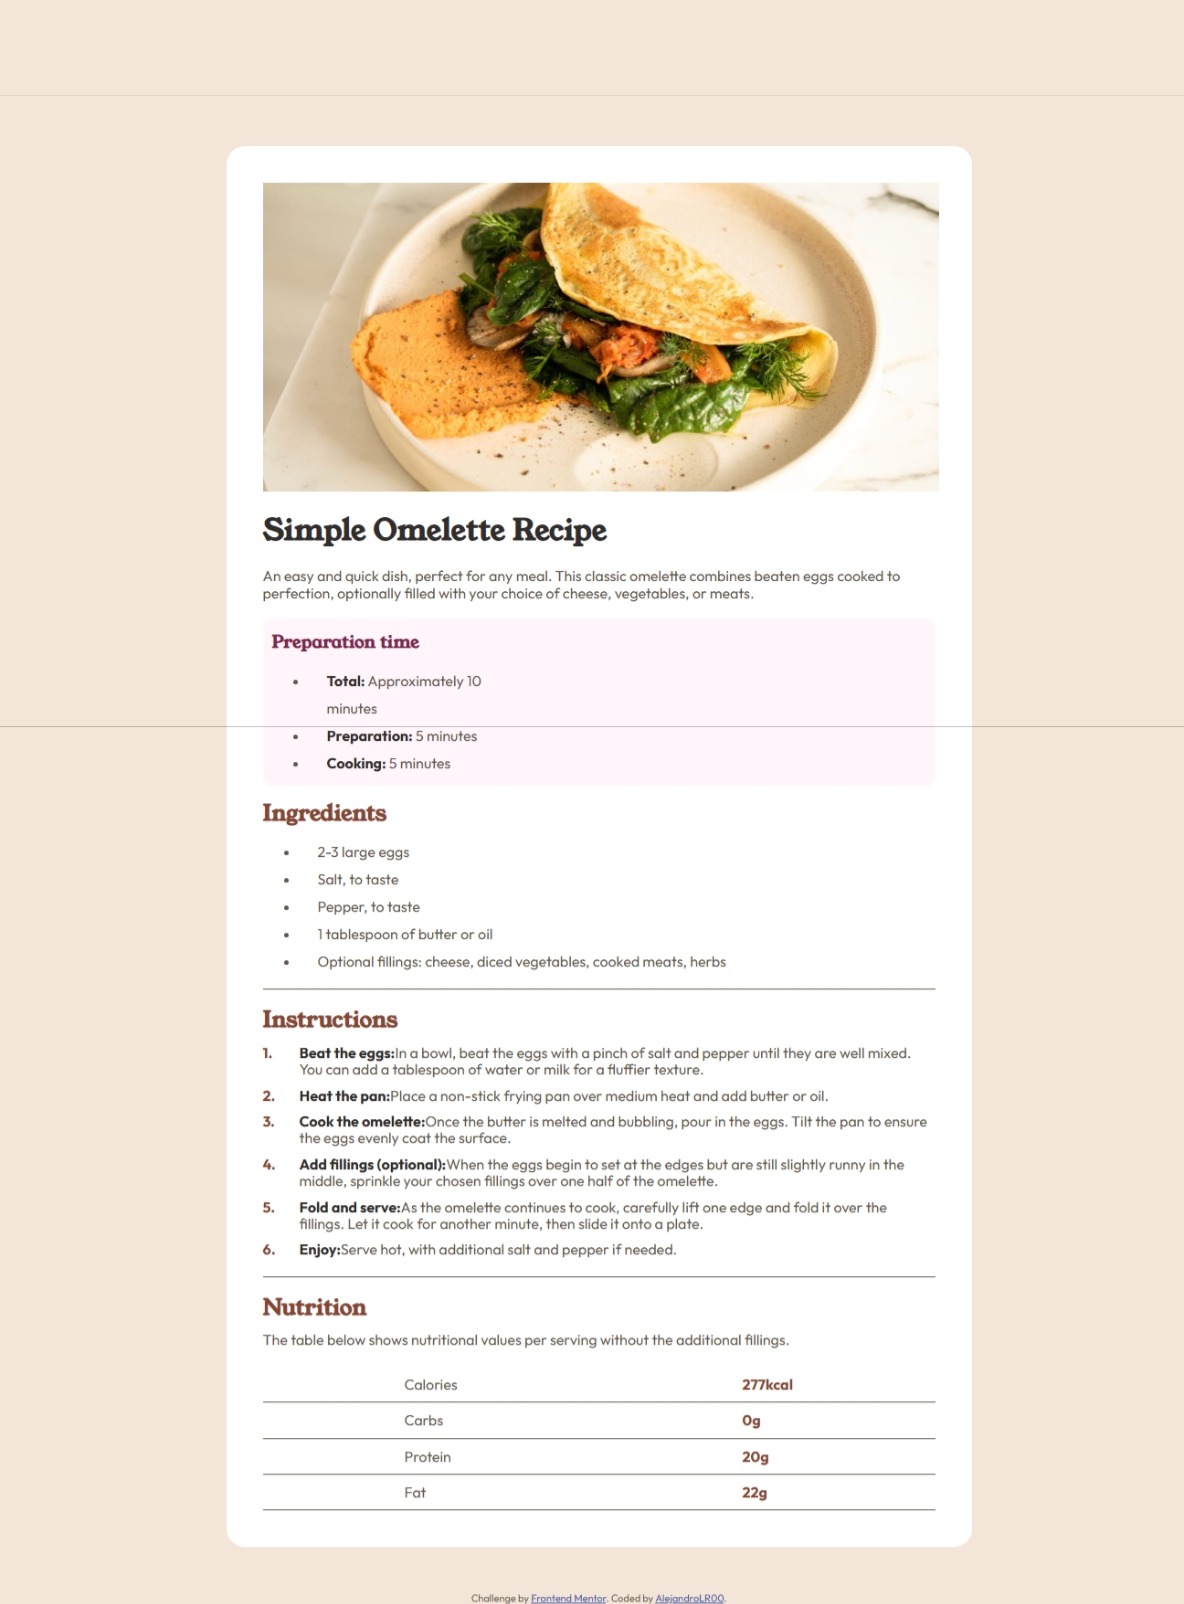 Simple Omelette Recipe
An easy and quick dish, perfect for any meal. This classic omelette combines beaten eggs cooked to
perfection, optionally filled with your choice of cheese, vegetables, or meats.
Preparation time
• Total: Approximately 10
minutes
• Preparation: 5 minutes
• Cooking: 5 minutes
Ingredients
• 2-3 large eggs
• Salt, to taste
• Pepper, to taste
• 1 tablespoon of butter or oil
• Optional fillings: cheese, diced vegetables, cooked meats, herbs
Instructions
1. Beat the eggs:In a bowl, beat the eggs with a pinch of salt and pepper until they are well mixed.
You can add a tablespoon of water or milk for a fluffier texture.
2. Heat the pan:Place a non-stick frying pan over medium heat and add butter or oil.
3. Cook the omelette:Once the butter is melted and bubbling, pour in the eggs. Tilt the pan to ensure
the eggs evenly coat the surface.
4. Add fillings (optional):When the eggs begin to set at the edges but are still slightly runny in the
middle, sprinkle your chosen fillings over one half of the omelette.
5. Fold and serve:As the omelette continues to cook, carefully lift one edge and fold it over the
fillings. Let it cook for another minute, then slide it onto a plate.
6. Enjoy:Serve hot, with additional salt and pepper if needed.
Nutrition
The table below shows nutritional values per serving without the additional fillings.
Calories 277kcal
Carbs 0g
Protein 20g
Fat 22g
Challenge by Frontend Mentor. Coded by AlejandroLR00.